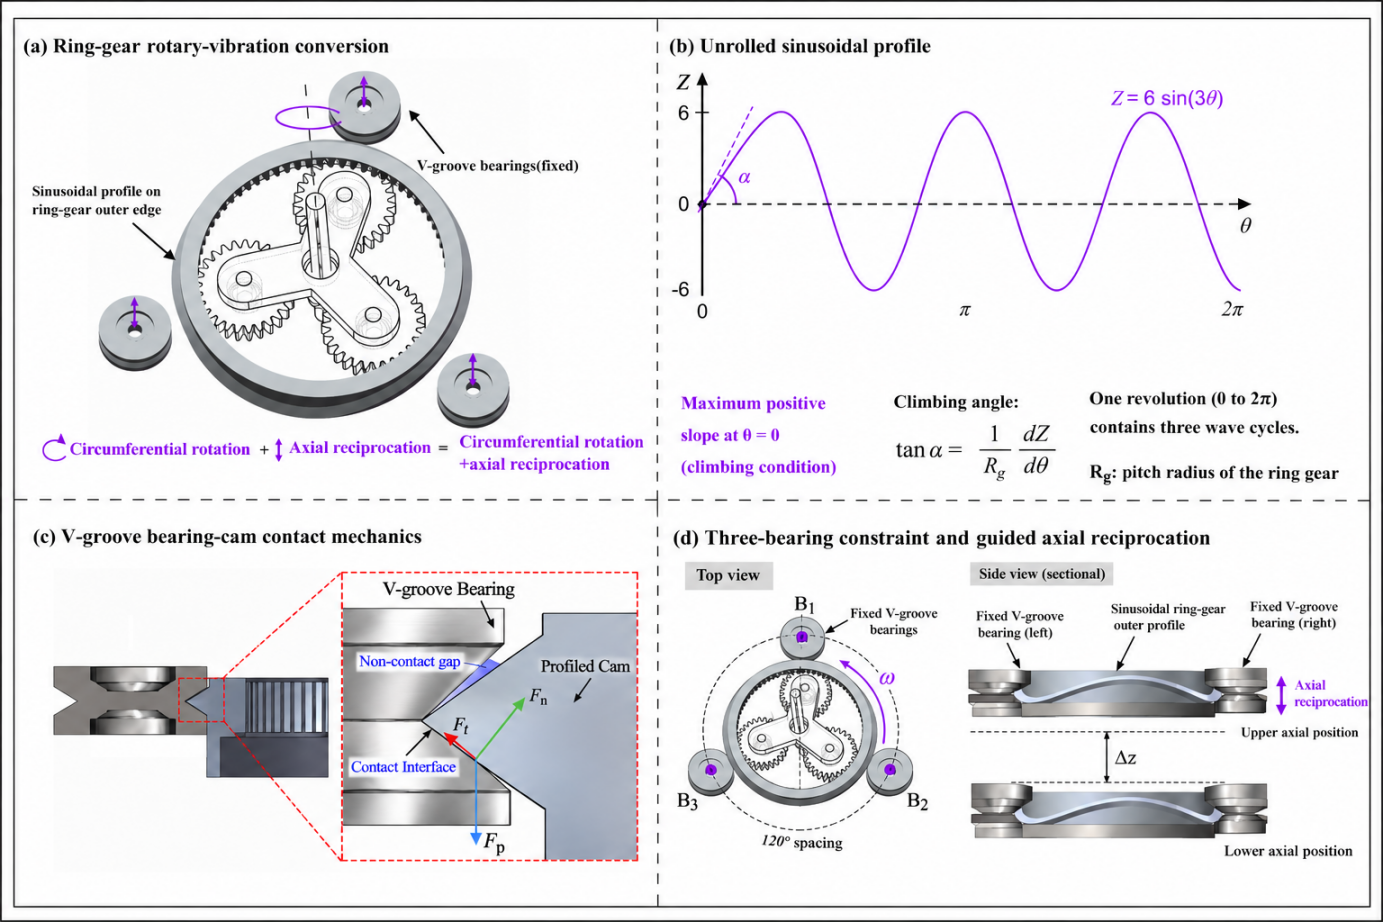 (a) Ring-gear rotary-vibration conversion
V-groove bearings(fixed)
Sinusoidal profile on
ring-gear outer edge
Circumferential rotation + Axial reciprocation = Circumferential rotation
+axial reciprocation
(b) Unrolled sinusoidal profile
Z
6
Z = 6 sin(3θ)
α
0
θ
-6
0
π
2π
Maximum positive
slope at θ = 0
(climbing condition)
Climbing angle:
tan α = 1/R_g dZ/dθ
One revolution (0 to 2π)
contains three wave cycles.
R_g: pitch radius of the ring gear
(c) V-groove bearing-cam contact mechanics
V-groove Bearing
Non-contact gap
Profiled Cam
F_n
F_t
Contact Interface
F_p
(d) Three-bearing constraint and guided axial reciprocation
Top view
B_1
Fixed V-groove
bearings
ω
B_3
B_2
120° spacing
Side view (sectional)
Fixed V-groove
bearing (left)
Sinusoidal ring-gear
outer profile
Fixed V-groove
bearing (right)
Axial
reciprocation
Upper axial position
Δz
Lower axial position